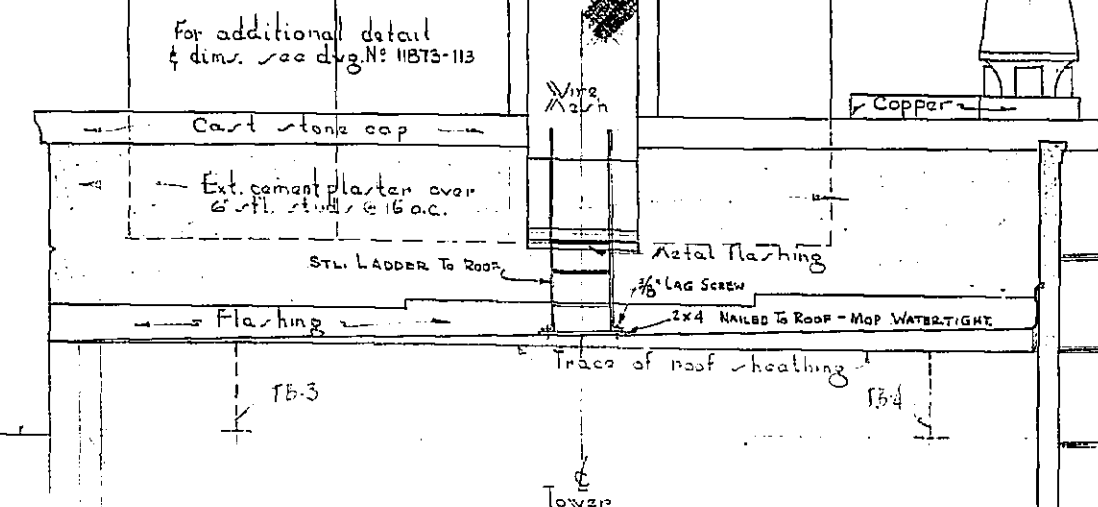 For additional detail
& dims. see dwg. Nº 11873-113
Wire
Mesh
Copper
Cast stone cap
Ext. cement plaster over
6" stl. studs @ 16 o.c.
Metal Flashing
STL. LADDER TO ROOF
3/8" LAG SCREW
Flashing
2x4 NAILED TO ROOF - MOP WATERTIGHT
Trace of roof sheathing
TB-3
TB-4
℄
Tower